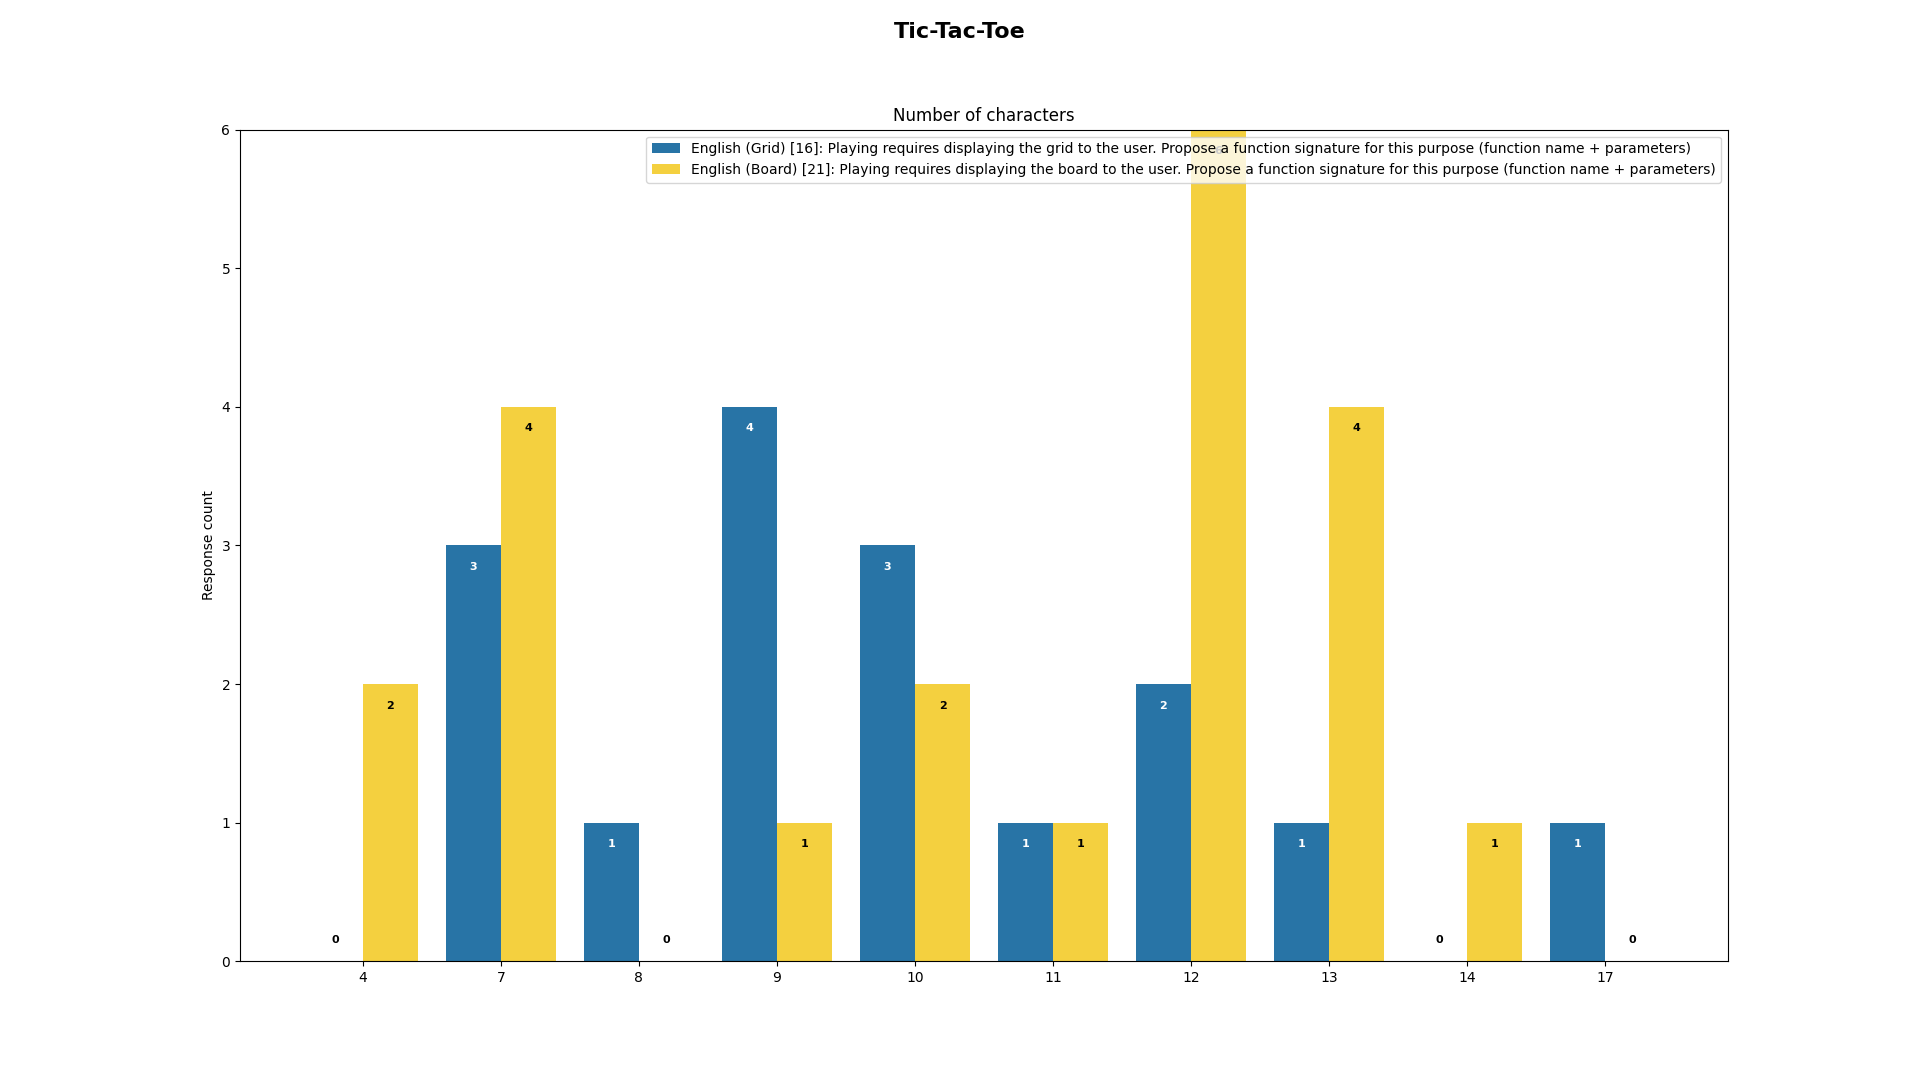 Tic-Tac-Toe
Number of characters
English (Grid) [16]: Playing requires displaying the grid to the user. Propose a function signature for this purpose (function name + parameters)
English (Board) [21]: Playing requires displaying the board to the user. Propose a function signature for this purpose (function name + parameters)
Response count
6
5
4
3
2
1
0
0 2 3 4 1 0 4 1 3 2 1 1 2 1 4 0 1 1 0
4 7 8 9 10 11 12 13 14 17